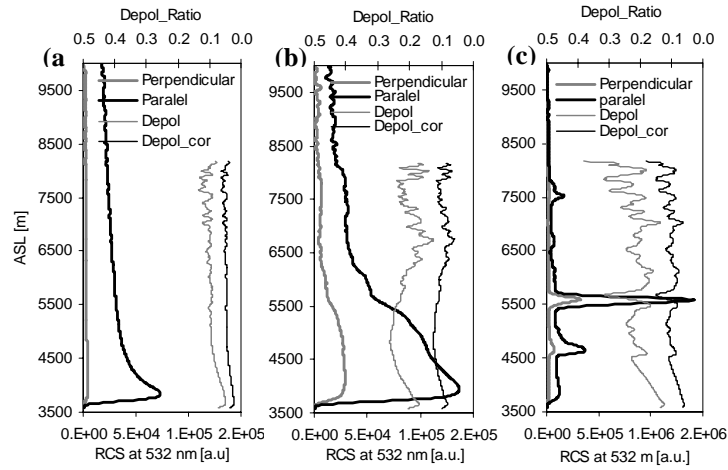 Depol_Ratio Depol_Ratio Depol_Ratio
(a 0.5 0.4 0.3 0.2 0.1 0.0 (b) 0.5 0.4 0.3 0.2 0.1 0.0 (c) 0.5 0.4 0.3 0.2 0.1 0.0
Perpendicular Perpendicular Perpendicular
Paralel Paralel paralel
Depol Depol Depol
Depol_cor Depol_cor Depol_cor
ASL [m]
9500 9500 9500
8500 8500 8500
7500 7500 7500
6500 6500 6500
5500 5500 5500
4500 4500 4500
3500 3500 3500
0.E+00 1.E+05 2.E+05 0.E+00 5.E+04 1.E+05 2.E+05 0.E+00 5.E+05 1.E+06 2.E+06
RCS at 532 nm [a.u] RCS at 532 nm [a.u] RCS at 532 m [a.u.]